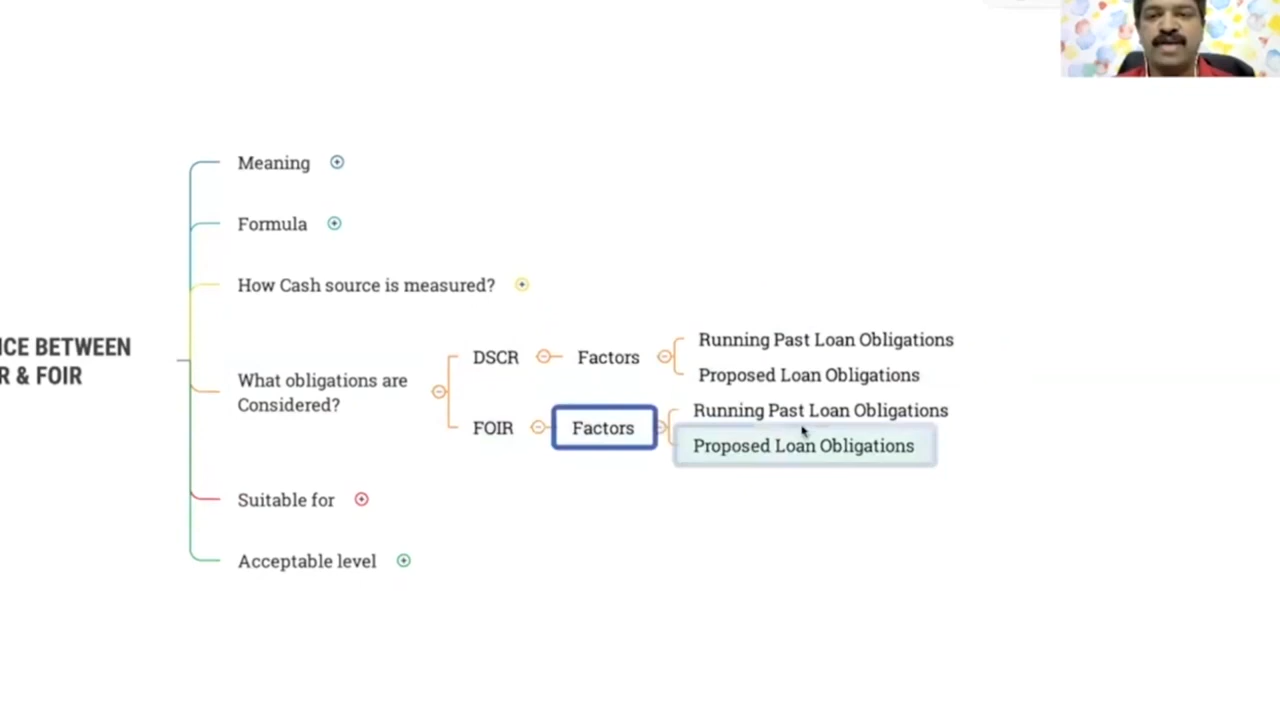 Meaning
Formula
How Cash source is measured?
CE BETWEEN
R & FOIR
What obligations are
Considered?
DSCR
Factors
Running Past Loan Obligations
Proposed Loan Obligations
FOIR
Factors
Running Past Loan Obligations
Proposed Loan Obligations
Suitable for
Acceptable level